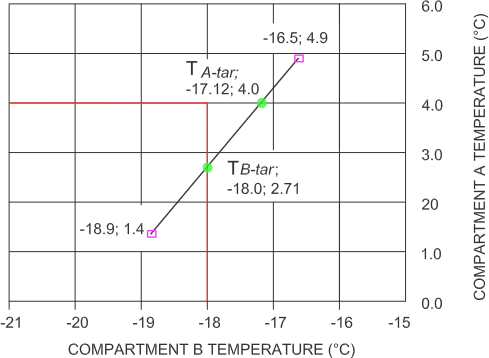 6.0
-16.5; 4.9
5.0
T A-tar;
-17.12; 4.0
4.0
3.0
T B-tar;
-18.0; 2.71
20
-18.9; 1.4
1.0
0.0
-21 -20 -19 -18 -17 -16 -15
COMPARTMENT B TEMPERATURE (°C)
COMPARTMENT A TEMPERATURE (°C)